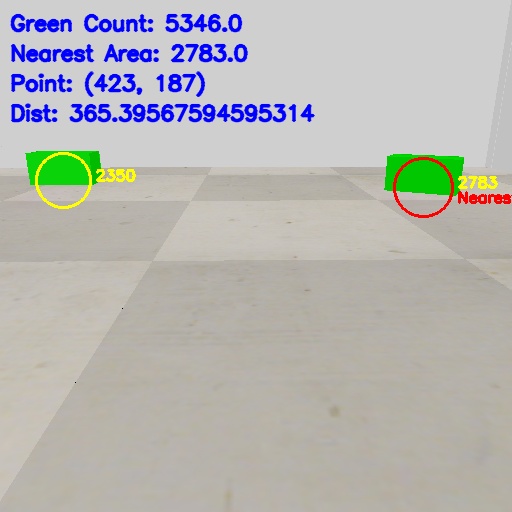 Green Count: 5346.0
Nearest Area: 2783.0
Point: (423, 187)
Dist: 365.39567594595314
2350
2783
Neares